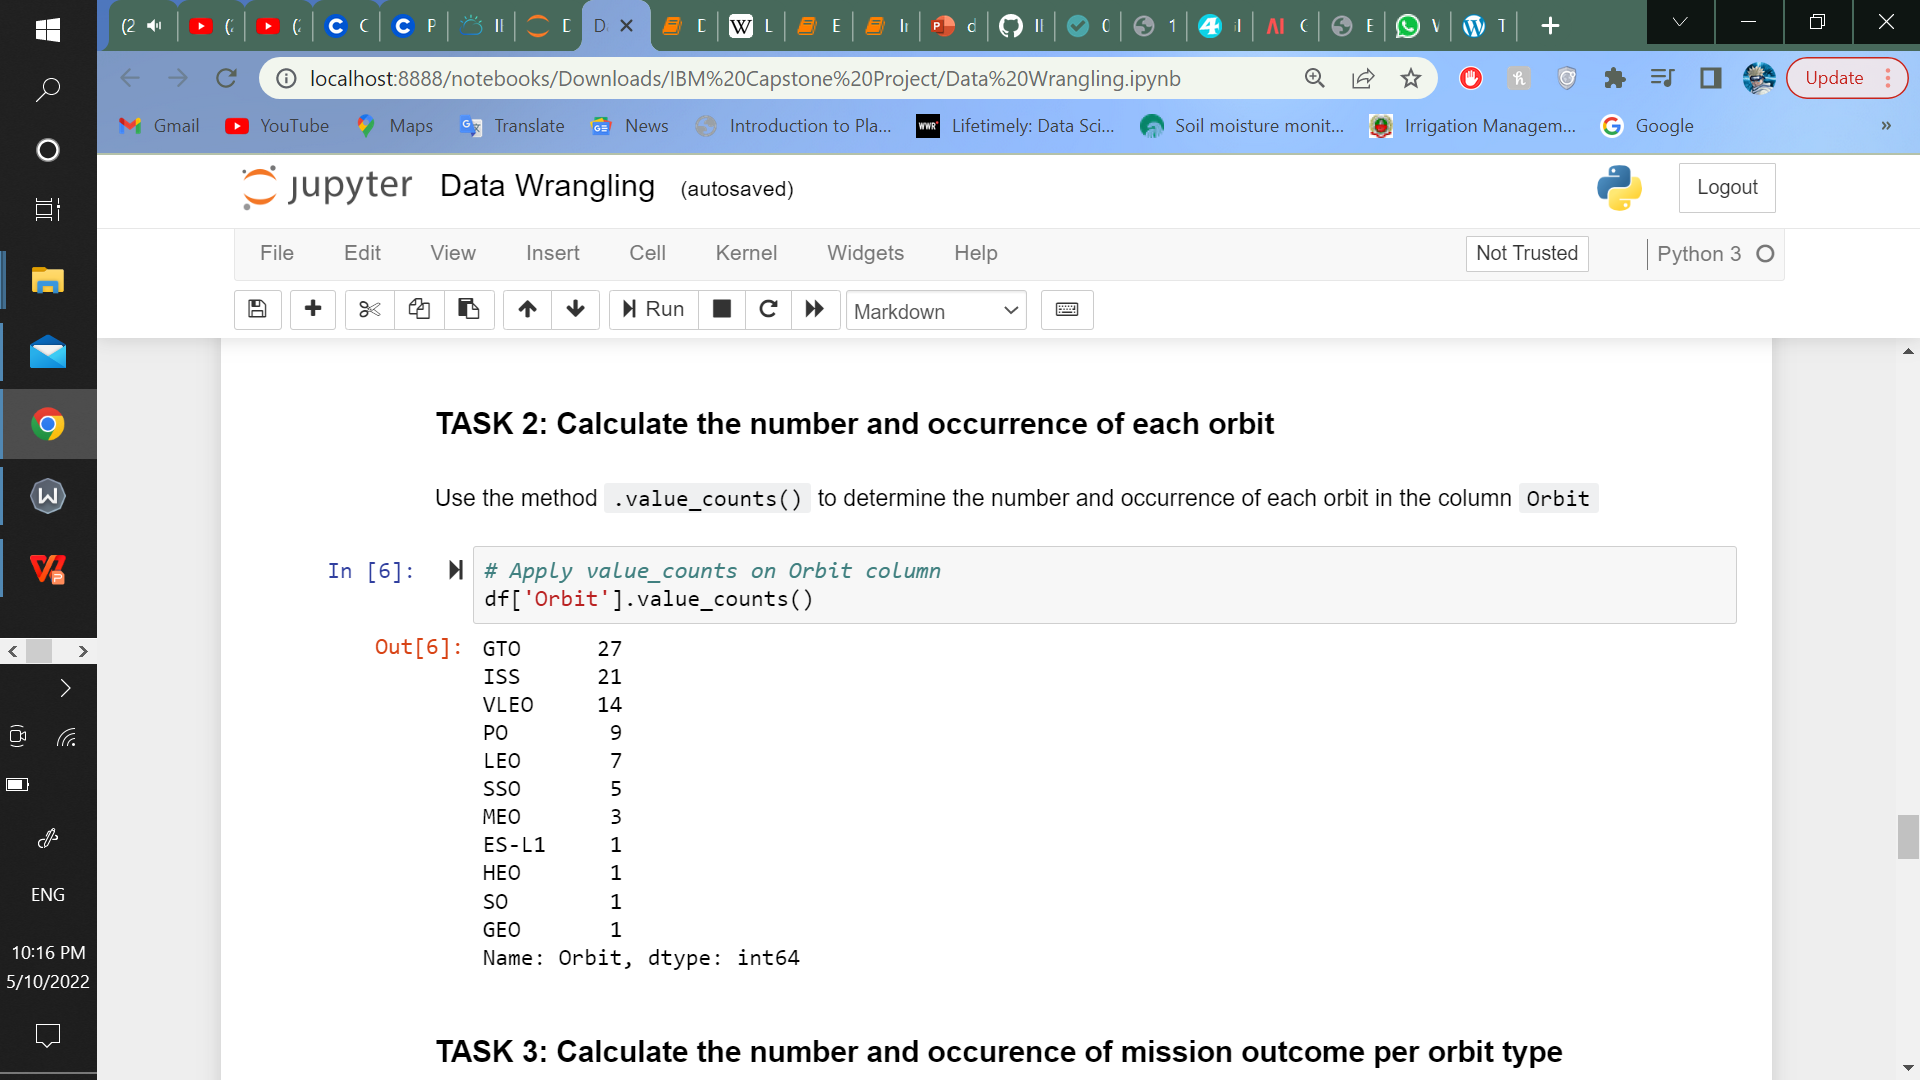 localhost:8888/notebooks/Downloads/IBM%20Capstone%20Project/Data%20Wrangling.ipynb
Update
Gmail YouTube Maps Translate News Introduction to Pla... Lifetimely: Data Sci... Soil moisture monit... Irrigation Managem... Google »
jupyter Data Wrangling (autosaved)
Logout
File Edit View Insert Cell Kernel Widgets Help
Not Trusted Python 3
Run Markdown
TASK 2: Calculate the number and occurrence of each orbit
Use the method .value_counts() to determine the number and occurrence of each orbit in the column Orbit
In [6]: # Apply value_counts on Orbit column
df['Orbit'].value_counts()
Out[6]: GTO 27
ISS 21
VLEO 14
PO 9
LEO 7
SSO 5
MEO 3
ES-L1 1
HEO 1
SO 1
GEO 1
Name: Orbit, dtype: int64
TASK 3: Calculate the number and occurence of mission outcome per orbit type
ENG
10:16 PM
5/10/2022